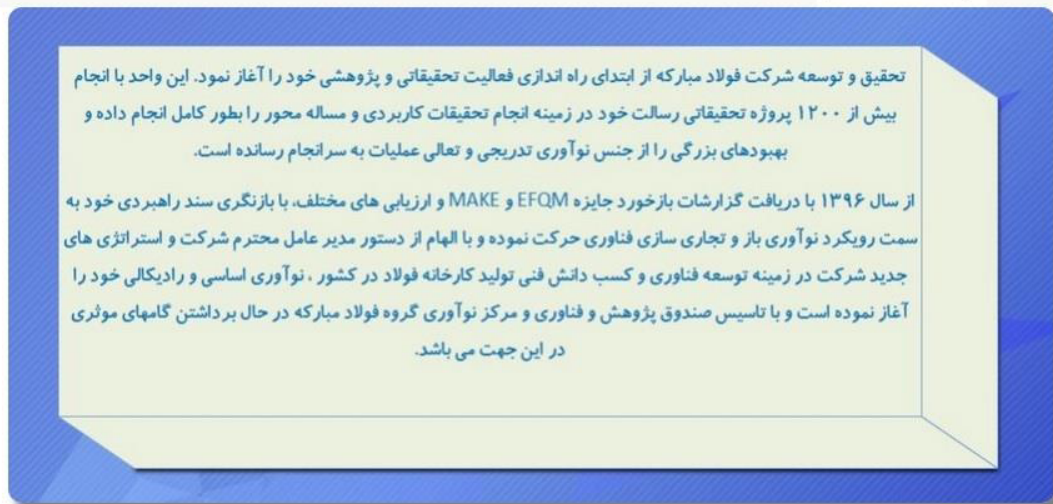 تحقیق و توسعه شرکت فولاد مبارکه از ابتدای راه اندازی فعالیت تحقیقاتی و پژوهشی خود را آغاز نمود. این واحد با انجام
بیش از ۱۲۰۰ پروژه تحقیقاتی رسالت خود در زمینه انجام تحقیقات کاربردی و مساله محور را بطور کامل انجام داده و
بهبودهای بزرگی را از جنس نوآوری تدریجی و تعالی عملیات به سرانجام رسانده است.
از سال ۱۳۹۶ با دریافت گزارشات بازخورد جایزه EFQM و MAKE و ارزیابی های مختلف، با بازنگری سند راهبردی خود به
سمت رویکرد نوآوری باز و تجاری سازی فناوری حرکت نموده و با الهام از دستور مدیر عامل محترم شرکت و استراتژی های
جدید شرکت در زمینه توسعه فناوری و کسب دانش فنی تولید کارخانه فولاد در کشور ، نوآوری اساسی و رادیکالی خود را
آغاز نموده است و با تاسیس صندوق پژوهش و فناوری و مرکز نوآوری گروه فولاد مبارکه در حال برداشتن گامهای موثری
در این جهت می باشد.